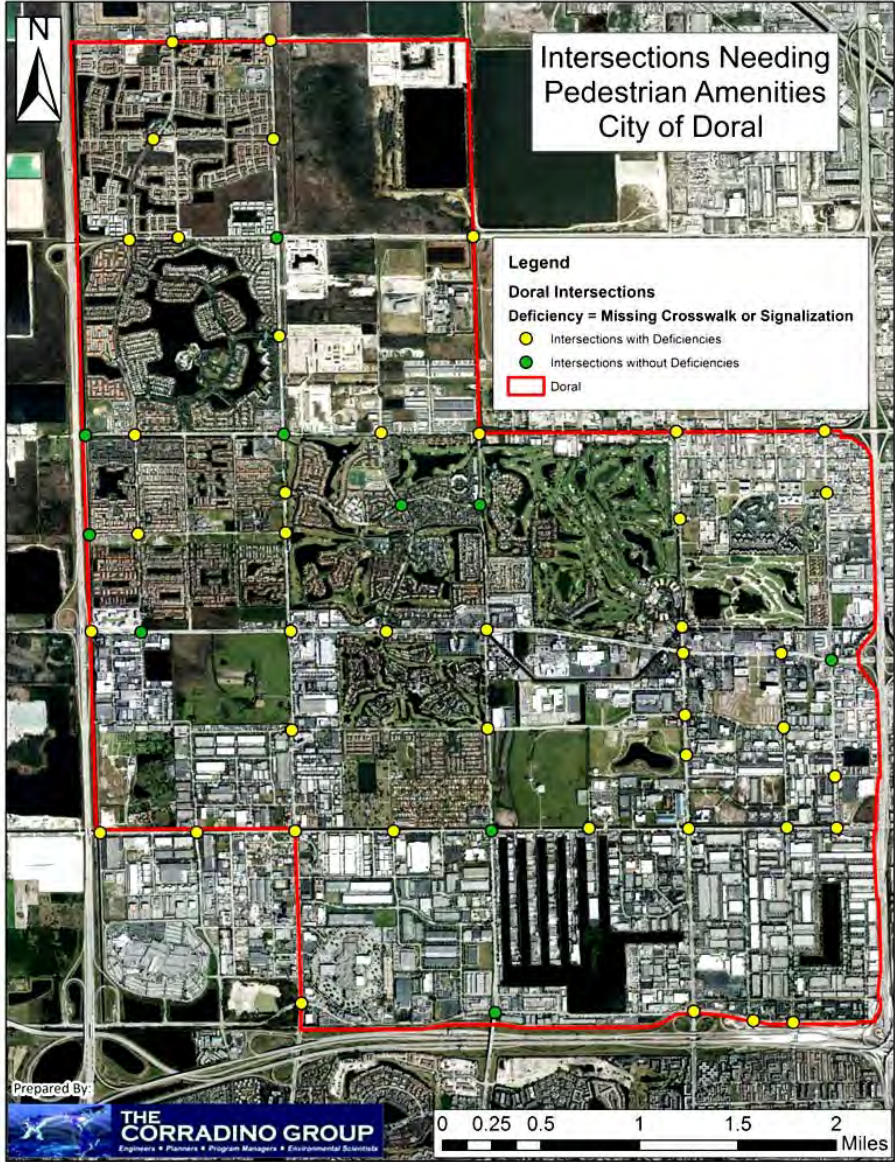 N
Intersections Needing
Pedestrian Amenities
City of Doral
Legend
Doral Intersections
Deficiency = Missing Crosswalk or Signalization
Intersections with Deficiencies
Intersections without Deficiencies
Doral
Prepared By:
THE
CORRADINO GROUP
Engineers • Planners • Program Managers • Environmental Scientists
0 0.25 0.5 1 1.5 2
Miles